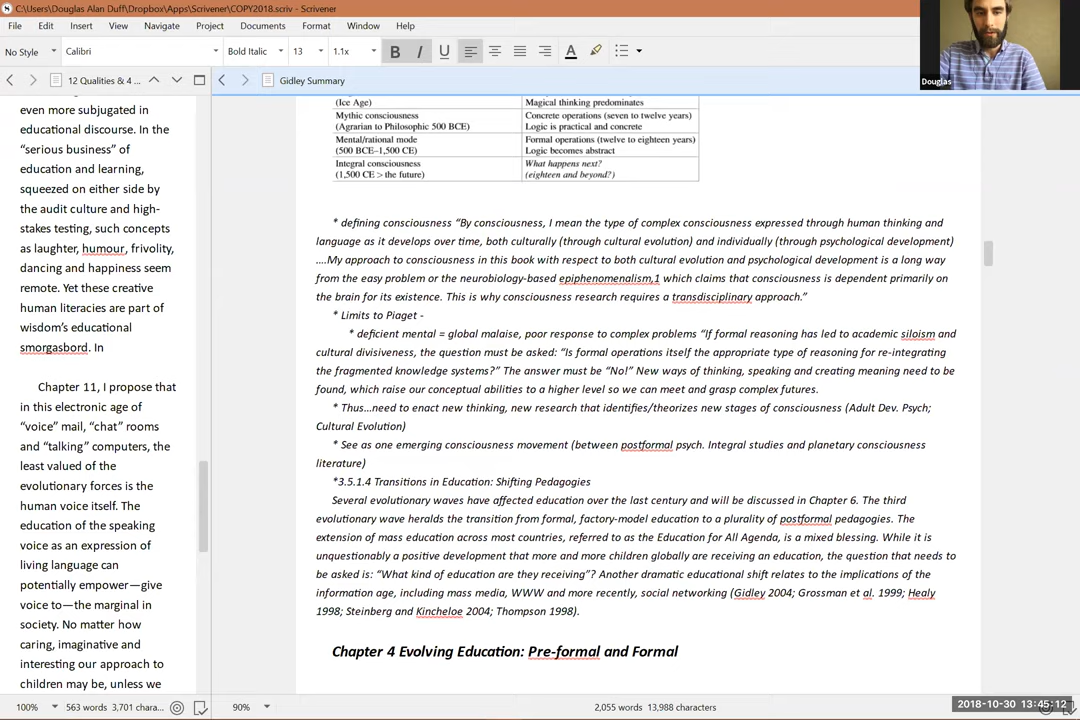 C:\Users\Douglas Alan Duff\Dropbox\Apps\Scrivener\COPY2018.scriv - Scrivener
File Edit Insert View Navigate Project Documents Format Window Help
No Style Calibri Bold Italic 13 1.1x B I U A
12 Qualities & 4 ...
Gidley Summary
Douglas
even more subjugated in
educational discourse. In the
“serious business” of
education and learning,
squeezed on either side by
the audit culture and high-
stakes testing, such concepts
as laughter, humour, frivolity,
dancing and happiness seem
remote. Yet these creative
human literacies are part of
wisdom’s educational
smorgasbord. In
Chapter 11, I propose that
in this electronic age of
“voice” mail, “chat” rooms
and “talking” computers, the
least valued of the
evolutionary forces is the
human voice itself. The
education of the speaking
voice as an expression of
living language can
potentially empower—give
voice to—the marginal in
society. No matter how
caring, imaginative and
interesting our approach to
children may be, unless we
(Ice Age) Magical thinking predominates
Mythic consciousness Concrete operations (seven to twelve years)
(Agrarian to Philosophic 500 BCE) Logic is practical and concrete
Mental/rational mode Formal operations (twelve to eighteen years)
(500 BCE–1,500 CE) Logic becomes abstract
Integral consciousness What happens next?
(1,500 CE > the future) (eighteen and beyond?)
* defining consciousness “By consciousness, I mean the type of complex consciousness expressed through human thinking and
language as it develops over time, both culturally (through cultural evolution) and individually (through psychological development)
....My approach to consciousness in this book with respect to both cultural evolution and psychological development is a long way
from the easy problem or the neurobiology-based epiphenomenalism,1 which claims that consciousness is dependent primarily on
the brain for its existence. This is why consciousness research requires a transdisciplinary approach.”
* Limits to Piaget -
* deficient mental = global malaise, poor response to complex problems “If formal reasoning has led to academic siloism and
cultural divisiveness, the question must be asked: “Is formal operations itself the appropriate type of reasoning for re-integrating
the fragmented knowledge systems?” The answer must be “No!” New ways of thinking, speaking and creating meaning need to be
found, which raise our conceptual abilities to a higher level so we can meet and grasp complex futures.
* Thus...need to enact new thinking, new research that identifies/theorizes new stages of consciousness (Adult Dev. Psych;
Cultural Evolution)
* See as one emerging consciousness movement (between postformal psych. Integral studies and planetary consciousness
literature)
*3.5.1.4 Transitions in Education: Shifting Pedagogies
Several evolutionary waves have affected education over the last century and will be discussed in Chapter 6. The third
evolutionary wave heralds the transition from formal, factory-model education to a plurality of postformal pedagogies. The
extension of mass education across most countries, referred to as the Education for All Agenda, is a mixed blessing. While it is
unquestionably a positive development that more and more children globally are receiving an education, the question that needs to
be asked is: “What kind of education are they receiving”? Another dramatic educational shift relates to the implications of the
information age, including mass media, WWW and more recently, social networking (Gidley 2004; Grossman et al. 1999; Healy
1998; Steinberg and Kincheloe 2004; Thompson 1998).
Chapter 4 Evolving Education: Pre-formal and Formal
100% 563 words 3,701 chara...
90% 2,055 words 13,988 characters
2018-10-30 13:45:12